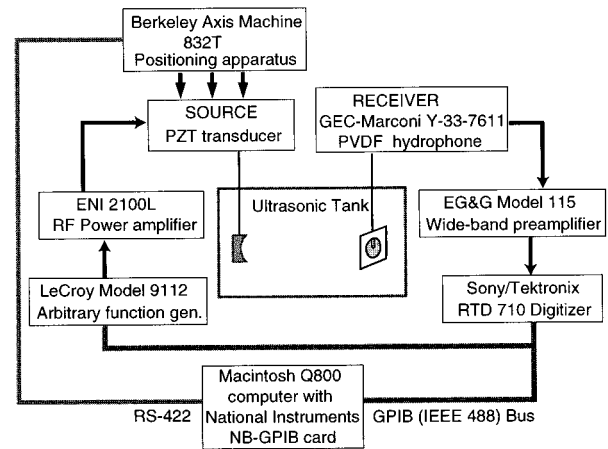 Berkeley Axis Machine
832T
Positioning apparatus
SOURCE
PZT transducer
RECEIVER
GEC-Marconi Y-33-7611
PVDF hydrophone
ENI 2100L
RF Power amplifier
Ultrasonic Tank
EG&G Model 115
Wide-band preamplifier
LeCroy Model 9112
Arbitrary function gen.
Sony/Tektronix
RTD 710 Digitizer
Macintosh Q800
computer with
National Instruments
NB-GPIB card
RS-422
GPIB (IEEE 488) Bus